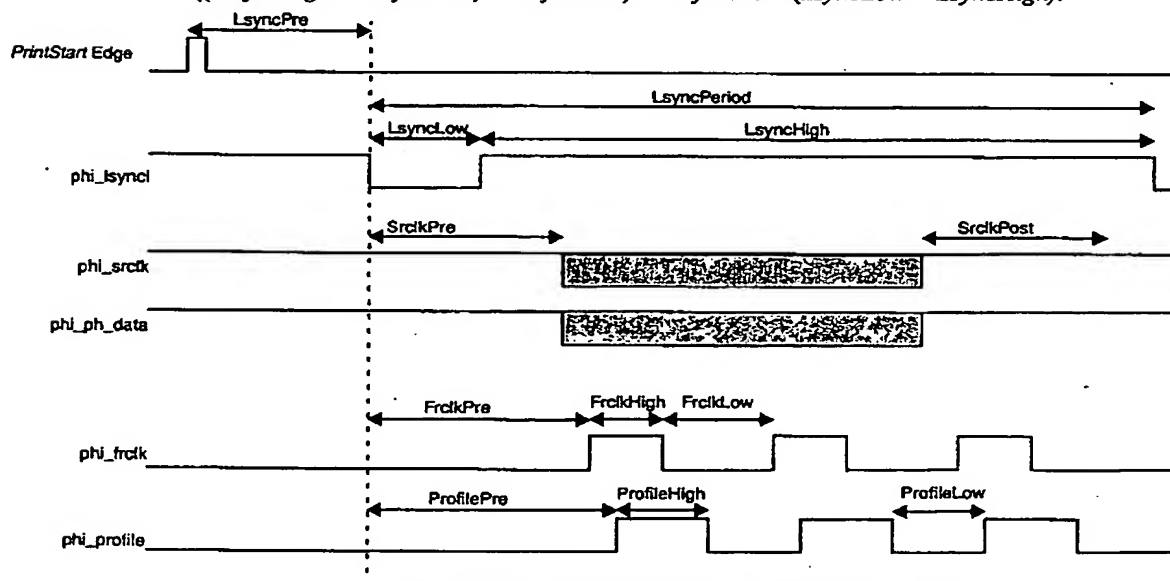 LsyncPre
PrintStart Edge
LsyncPeriod
LsyncLow LsyncHigh
phi_lsyncl
SrclkPre SrclkPost
phi_srclk
phi_ph_data
FrclkPre FrclkHigh FrclkLow
phi_frclk
ProfilePre ProfileHigh ProfileLow
phi_profile